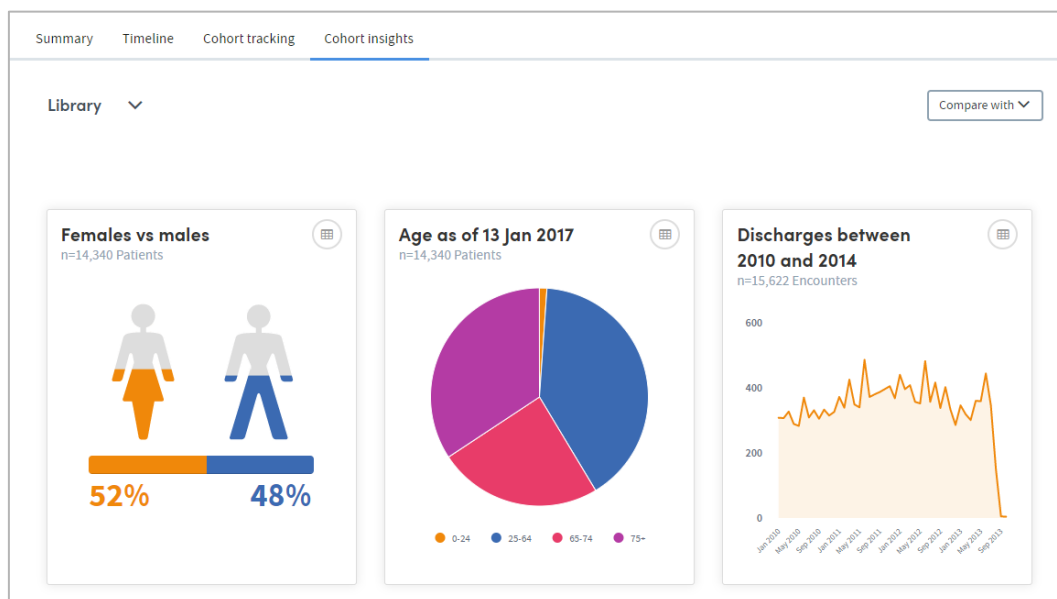 Summary Timeline Cohort tracking Cohort insights
Library
Compare with
Females vs males
n=14,340 Patients
52% 48%
Age as of 13 Jan 2017
n=14,340 Patients
0-24 25-64 65-74 75+
Discharges between
2010 and 2014
n=15,622 Encounters
600
400
200
0
Jan 2010 May 2010 Sep 2010 Jan 2011 May 2011 Sep 2011 Jan 2012 May 2012 Sep 2012 Jan 2013 May 2013 Sep 2013